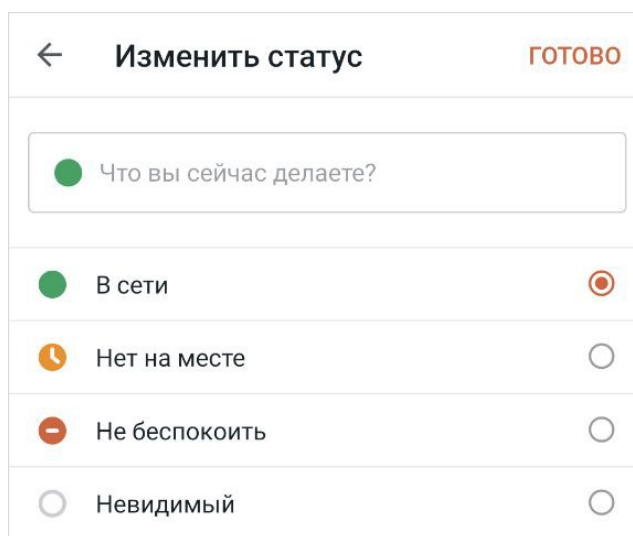 Изменить статус ГОТОВО
Что вы сейчас делаете?
В сети
Нет на месте
Не беспокоить
Невидимый